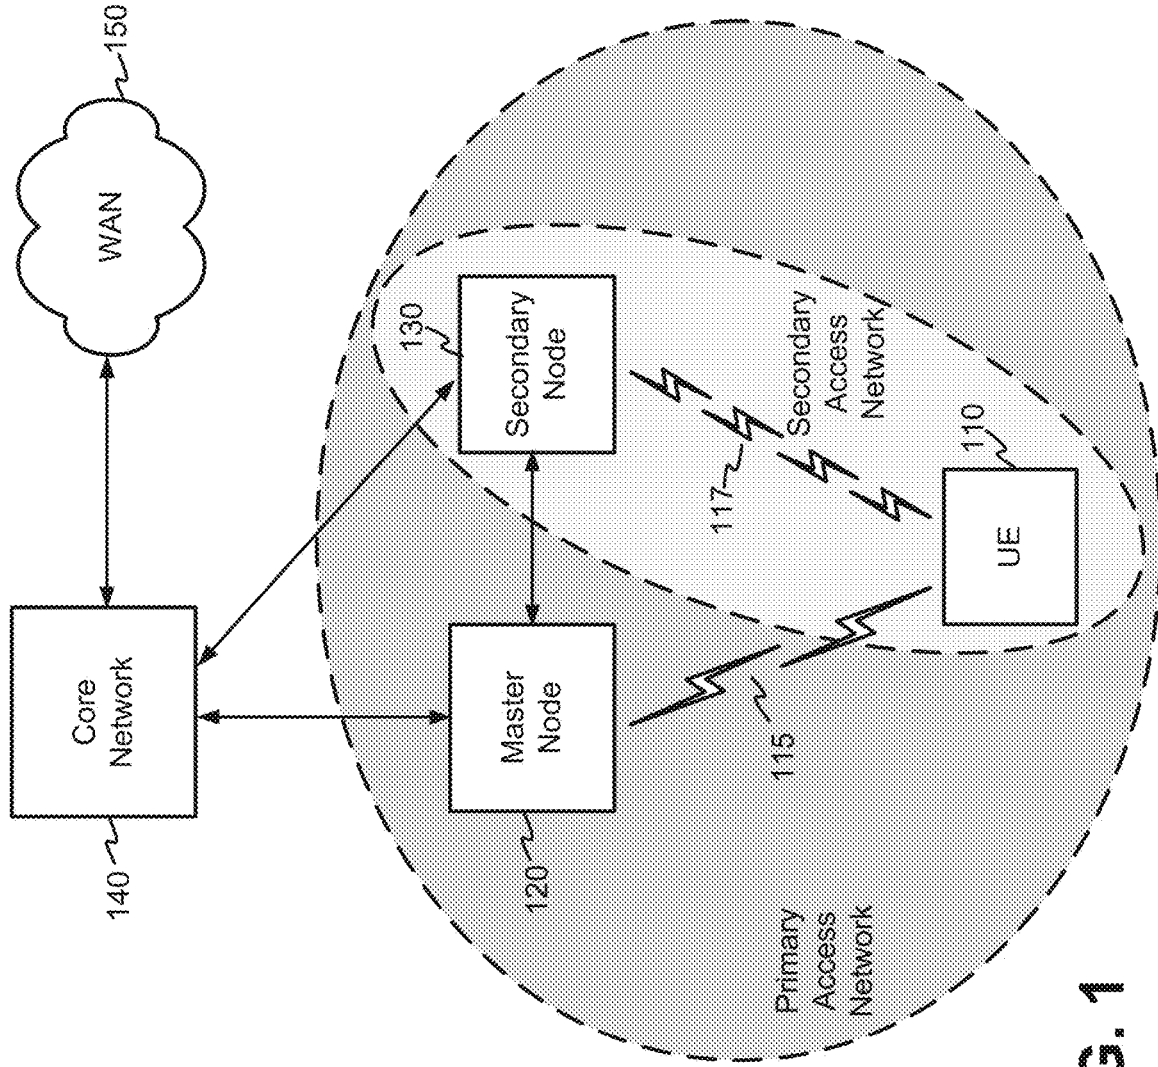 150
WAN
Core
Network
140
130
Secondary
Node
Master
Node
120
117
Secondary
Access
Network
115
110
UE
Primary
Access
Network
G. 1